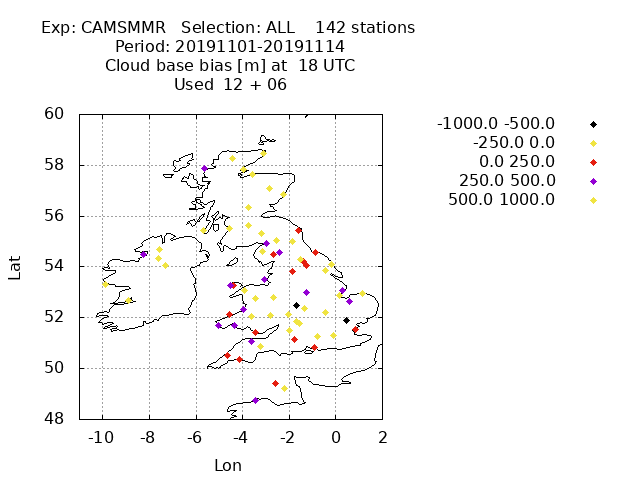 Exp: CAMSMMR   Selection: ALL    142 stations
Period: 20191101-20191114
Cloud base bias [m] at  18 UTC
Used  12 + 06
-1000.0 -500.0
-250.0 0.0
0.0 250.0
250.0 500.0
500.0 1000.0
60
58
56
54
52
50
48
Lat
-10 -8 -6 -4 -2 0 2
Lon